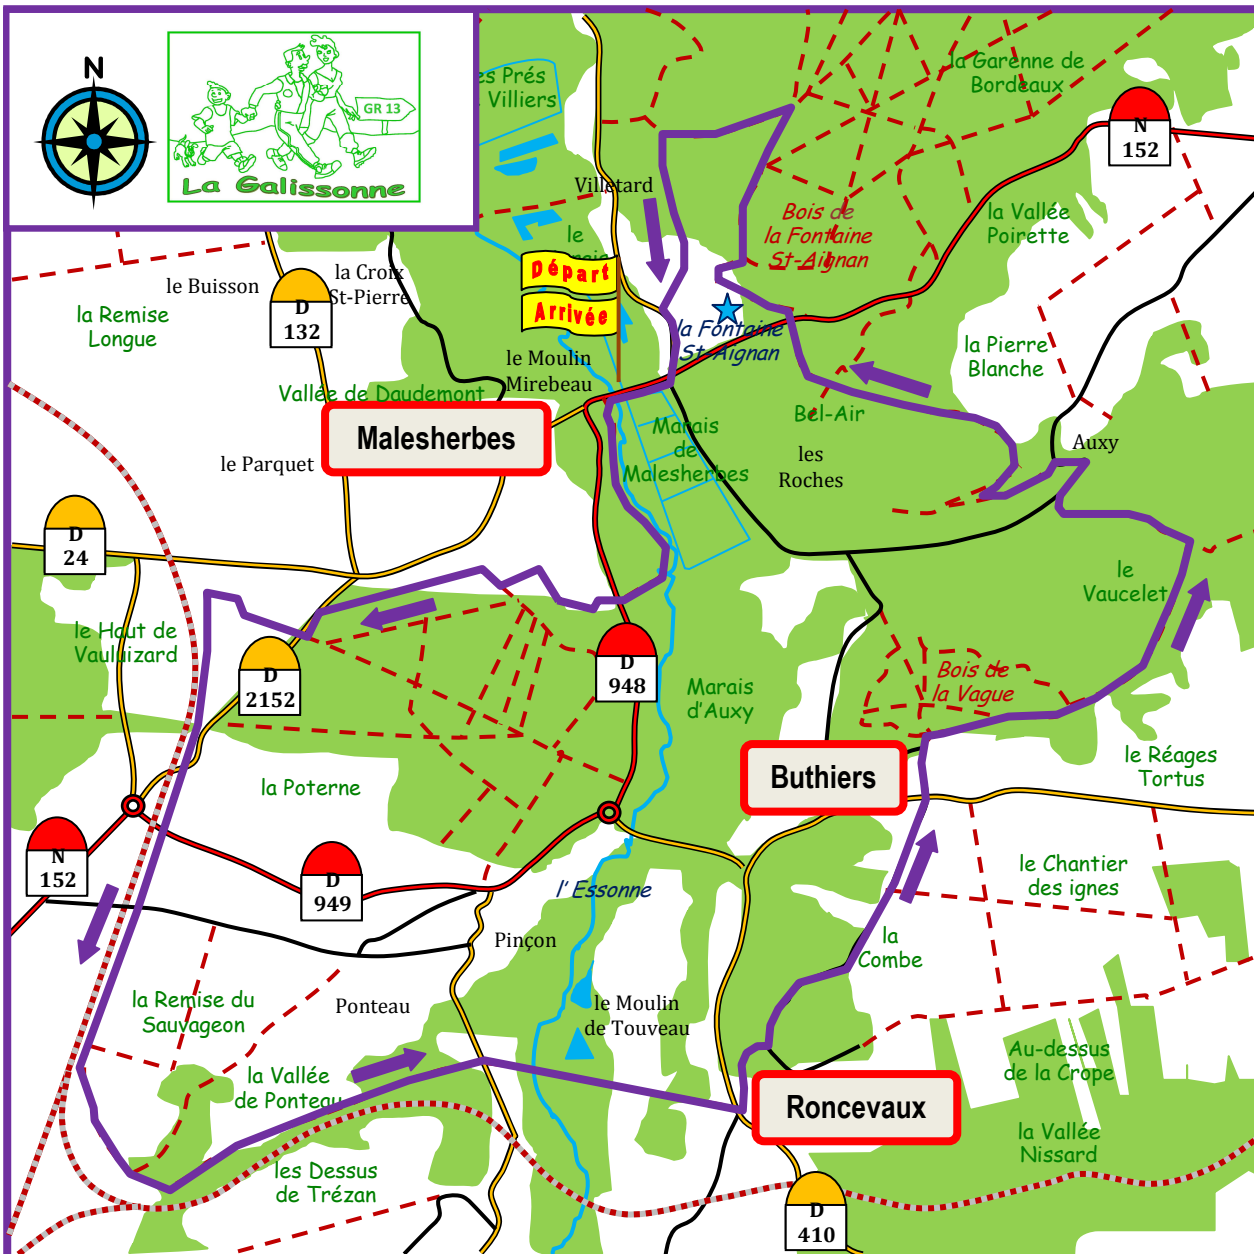 N
GR 13
La Galissonne
es Prés
Villiers
la Garenne de
Bordeaux
N
152
Villetard
Bois de
la Fontaine
St-Aignan
la Vallée
Poirette
le
Départ
Arrivée
le Buisson
la Croix
St-Pierre
D
132
la Remise
Longue
la Fontaine
St-Aignan
le Moulin
Mirebeau
la Pierre
Blanche
Vallée de Daudemont
Malesherbes
Bel-Air
Marais
de
Malesherbes
les
Roches
Auxy
le Parquet
D
24
le
Vaucelet
le Haut de
Vauluizard
D
2152
D
948
Marais
d'Auxy
Bois de
la Vague
Buthiers
le Réages
Tortus
la Poterne
N
152
D
949
l' Essonne
le Chantier
des ignes
Pinçon
la
Combe
la Remise du
Sauvageon
Ponteau
le Moulin
de Touveau
Au-dessus
de la Crope
la Vallée
de Ponteau
Roncevaux
la Vallée
Nissard
les Dessus
de Trézan
D
410